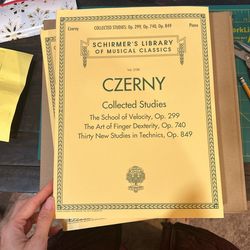 Czerny COLLECTED STUDIES: Op. 299, Op. 740, Op. 849 Piano
SCHIRMER'S LIBRARY
OF MUSICAL CLASSICS
CZERNY
Collected Studies
The School of Velocity, Op. 299
The Art of Finger Dexterity, Op. 740
Thirty New Studies in Technics, Op. 849